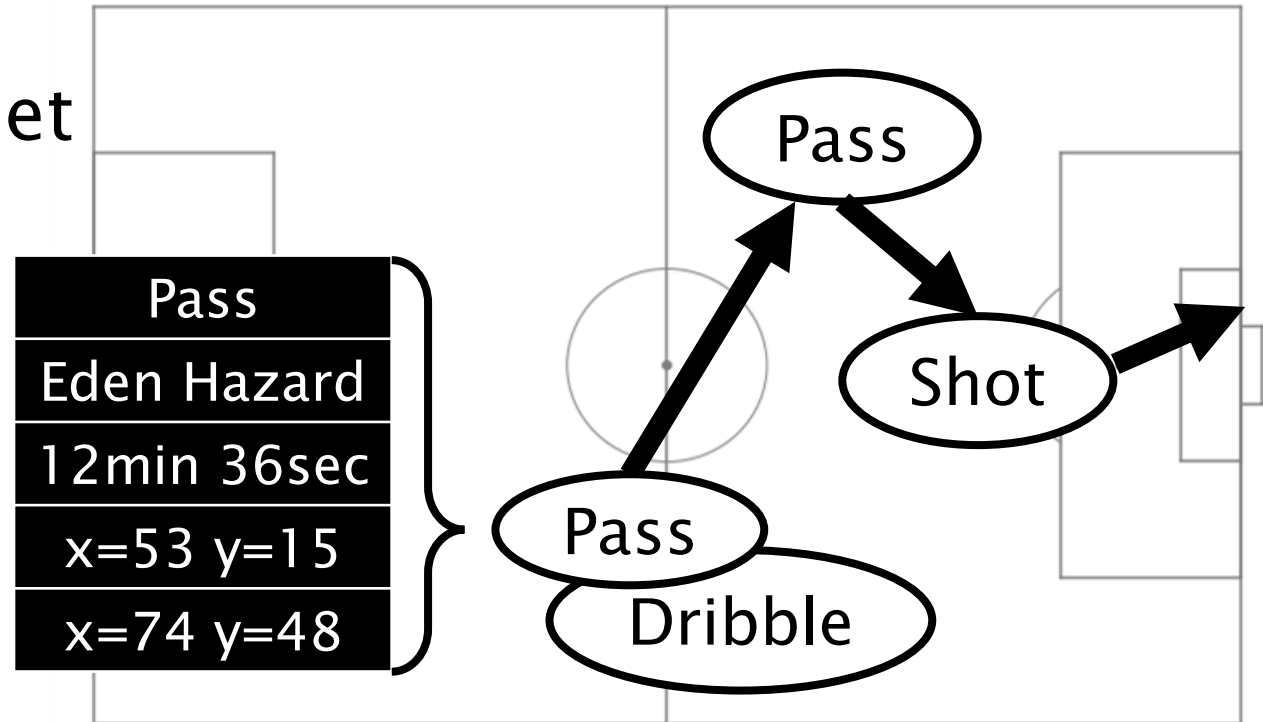 et
Pass
Pass
Eden Hazard
12min 36sec
x=53 y=15
x=74 y=48
Shot
Pass
Dribble